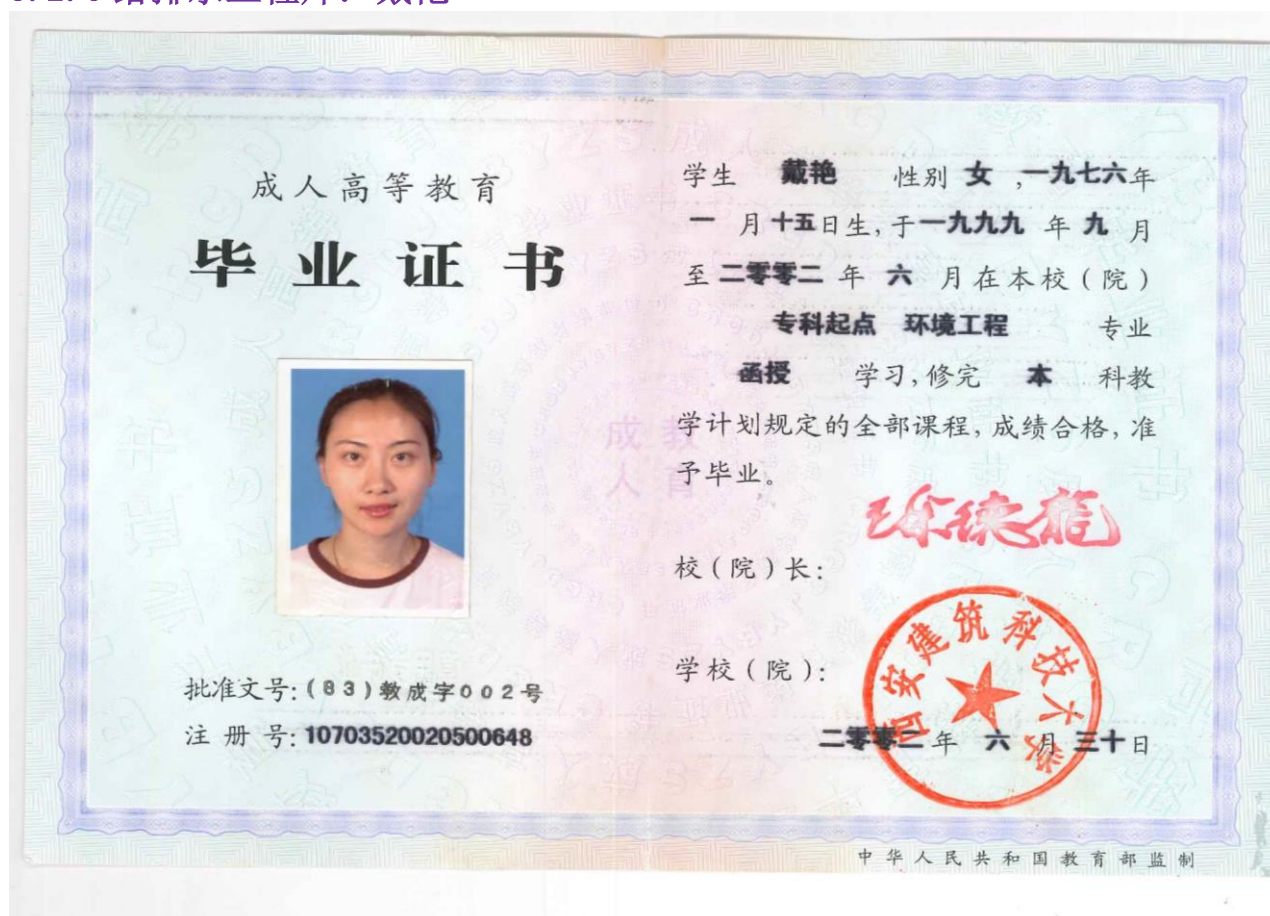 成人高等教育
毕业证书
批准文号:(83)教成字002号
注 册 号:10703520020500648
学生 戴艳 性别 女 ,一九七六年
一 月十五日生,于一九九九 年 九 月
至二零零二 年 六 月在本校(院)
专科起点 环境工程 专业
函授 学习,修完 本 科教
学计划规定的全部课程,成绩合格,准
予毕业。
校(院)长:
学校(院):
西安建筑科技大学
二零零二年 六 月 三十日
中华人民共和国教育部监制
成人
教育